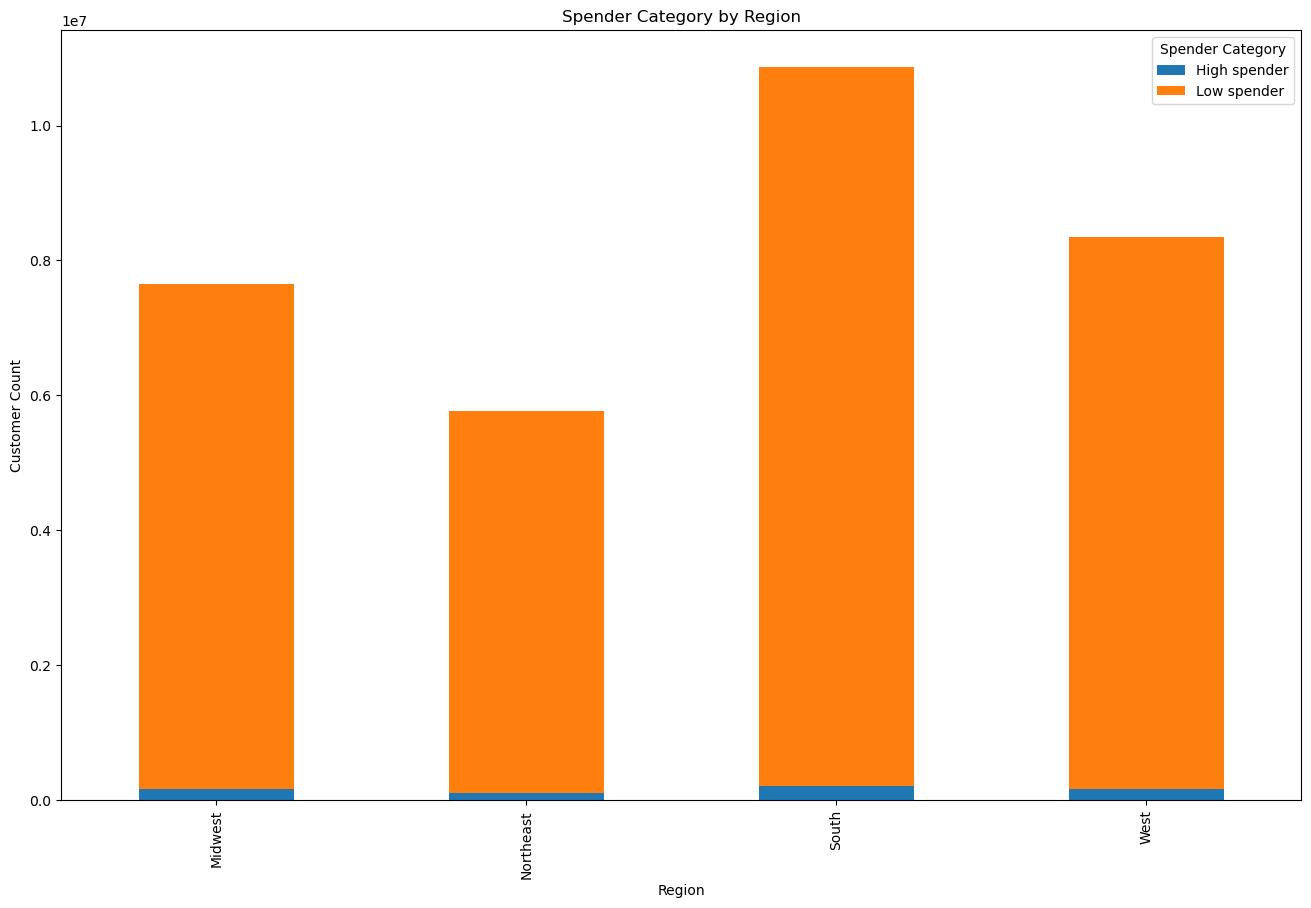 Spender Category by Region
1e7
Spender Category
High spender
Low spender
1.0
0.8
0.6
0.4
0.2
0.0
Customer Count
Midwest
Northeast
South
West
Region